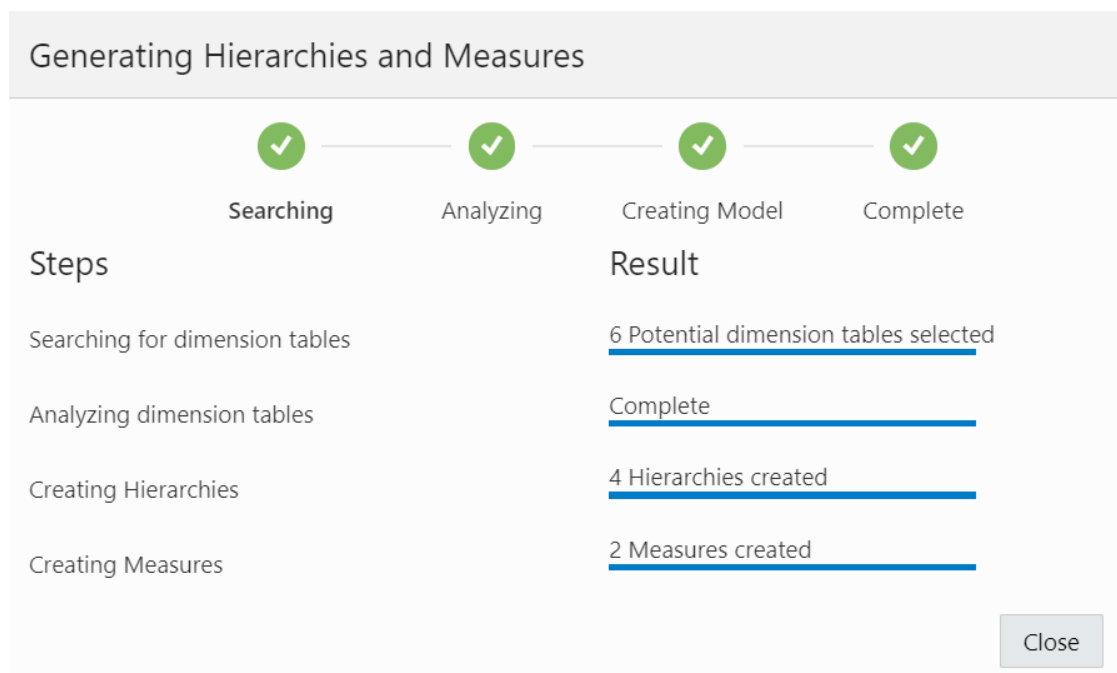 Generating Hierarchies and Measures
Searching Analyzing Creating Model Complete
Steps Result
Searching for dimension tables 6 Potential dimension tables selected
Analyzing dimension tables Complete
Creating Hierarchies 4 Hierarchies created
Creating Measures 2 Measures created
Close